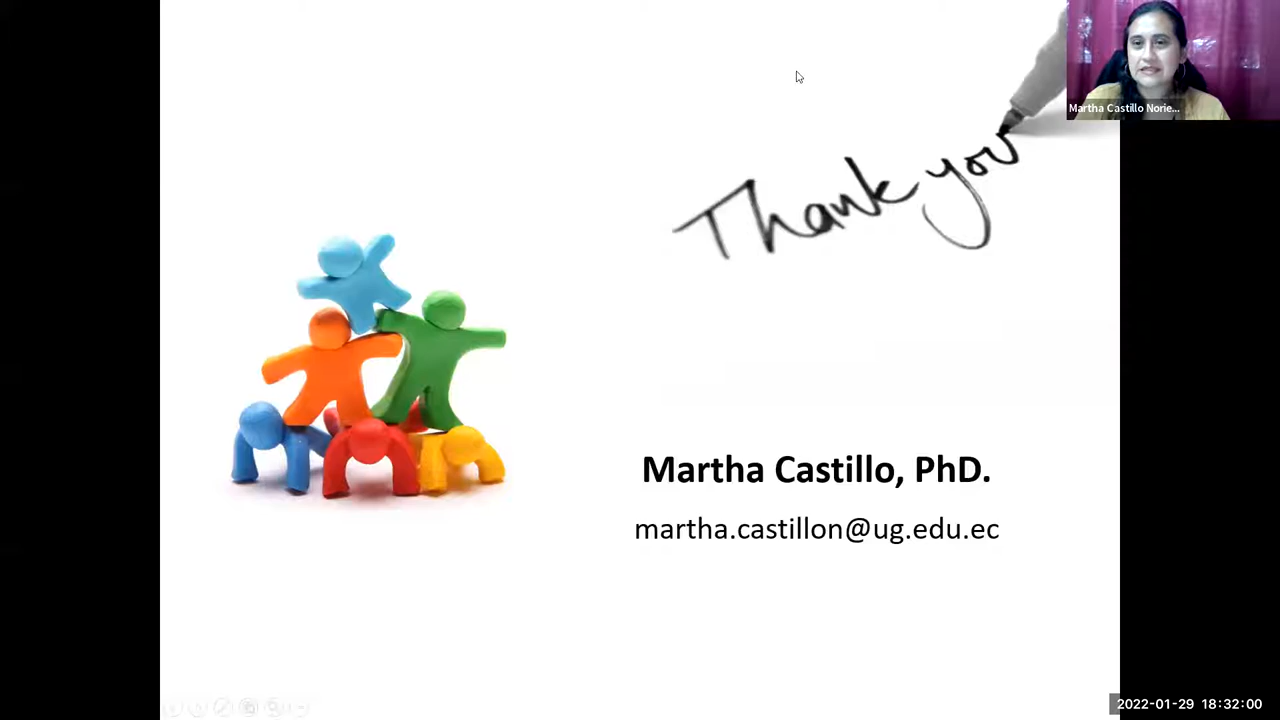 Martha Castillo Norie...
Thank you
Martha Castillo, PhD.
martha.castillon@ug.edu.ec
2022-01-29 18:32:00